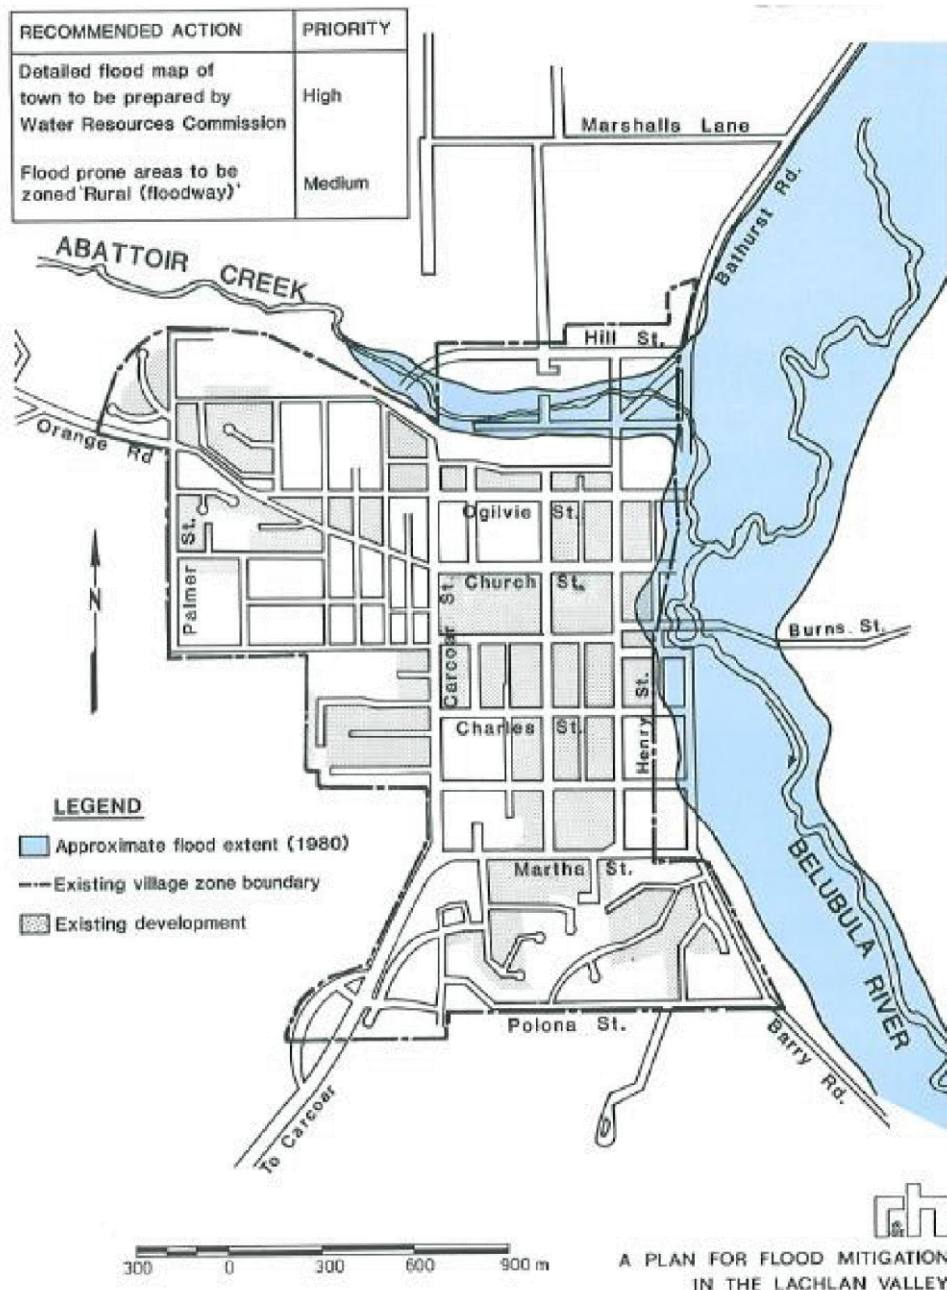 RECOMMENDED ACTION
PRIORITY
Detailed flood map of
town to be prepared by
Water Resources Commission
High
Flood prone areas to be
zoned 'Rural (floodway)'
Medium
Marshalls Lane
Bathurst Rd.
ABATTOIR CREEK
Hill St.
Orange Rd
Ogilvie St.
Palmer St.
Church St.
N
Carcoar St.
Burns. St.
Henry St.
Charles St.
LEGEND
Approximate flood extent (1980)
Existing village zone boundary
Existing development
Martha St.
BELUBULA RIVER
Polona St.
Barry Rd.
To Carcoar
300 0 300 600 900 m
A PLAN FOR FLOOD MITIGATION
IN THE LACHLAN VALLEY